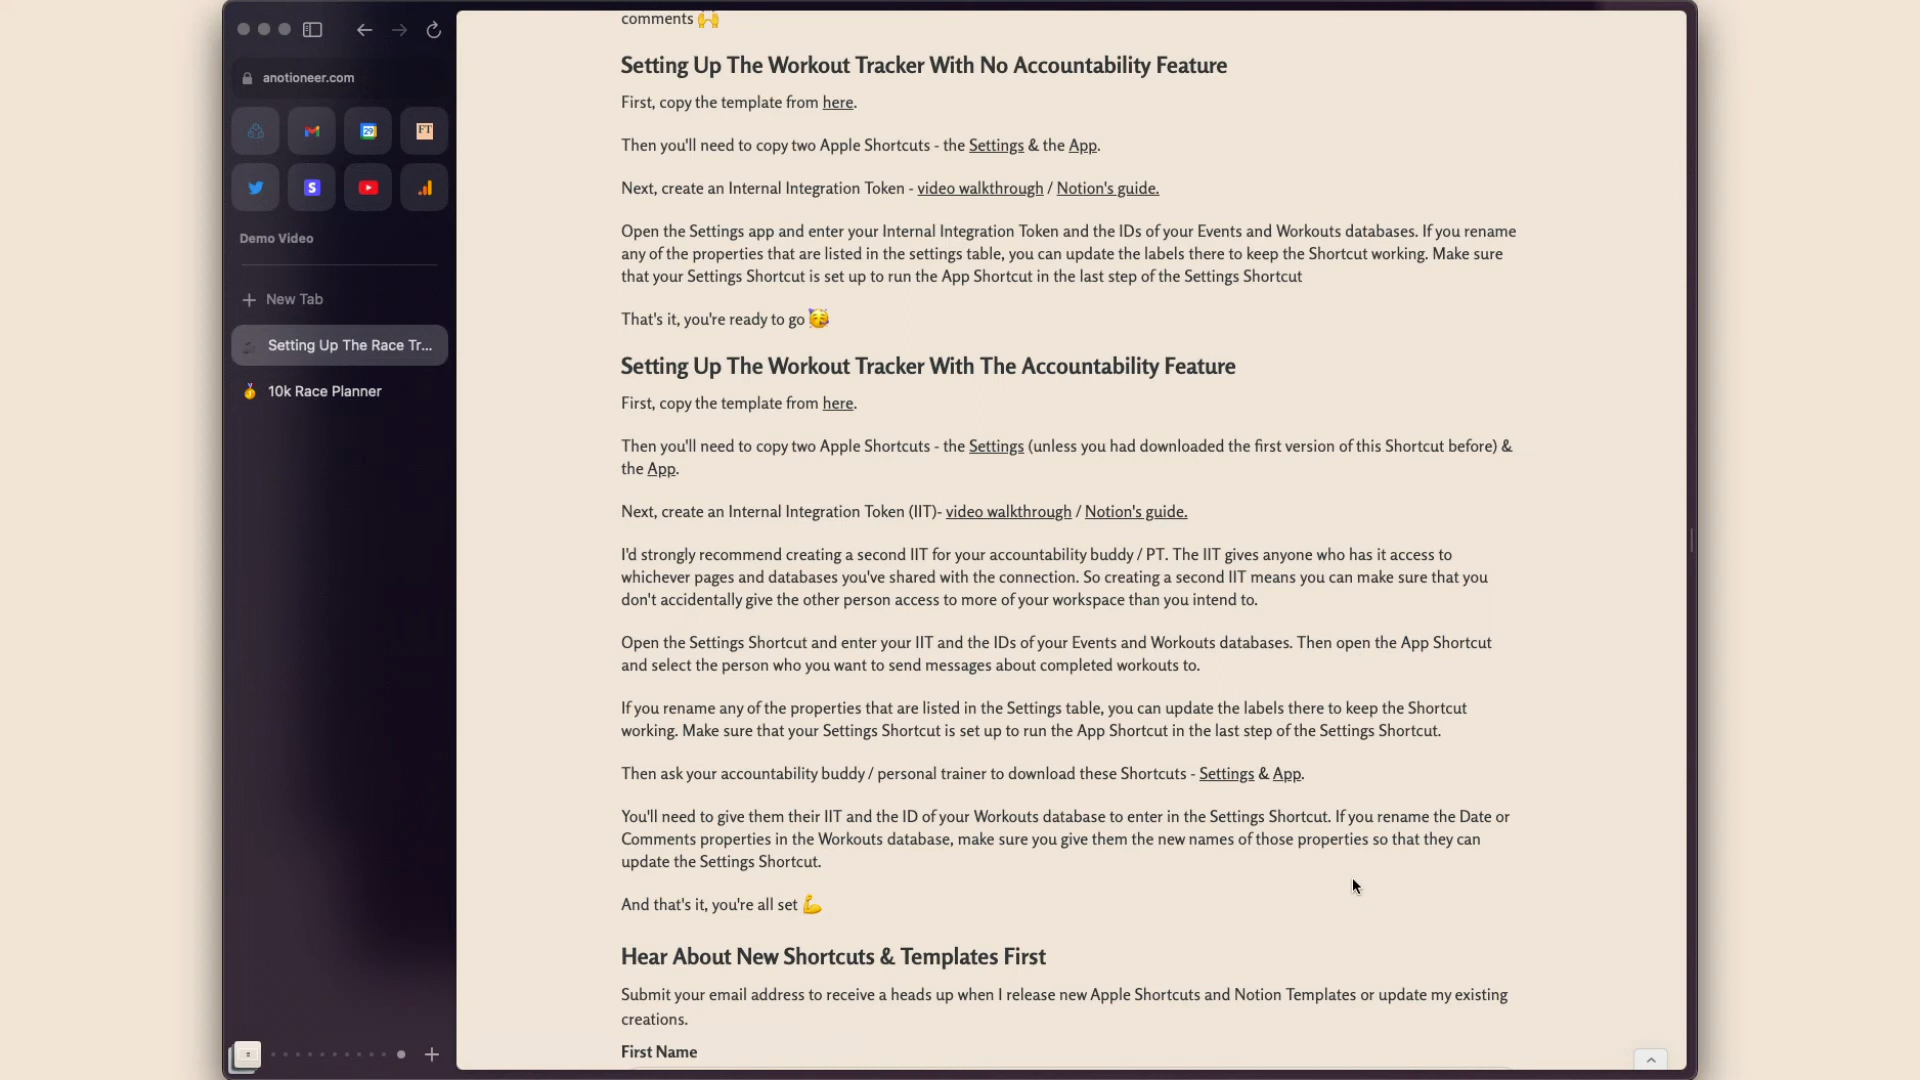 anotioneer.com
29
FT
S
Demo Video
New Tab
Setting Up The Race Tr...
10k Race Planner
comments 🙌
Setting Up The Workout Tracker With No Accountability Feature
First, copy the template from here.
Then you'll need to copy two Apple Shortcuts - the Settings & the App.
Next, create an Internal Integration Token - video walkthrough / Notion's guide.
Open the Settings app and enter your Internal Integration Token and the IDs of your Events and Workouts databases. If you rename
any of the properties that are listed in the settings table, you can update the labels there to keep the Shortcut working. Make sure
that your Settings Shortcut is set up to run the App Shortcut in the last step of the Settings Shortcut
That's it, you're ready to go 🥳
Setting Up The Workout Tracker With The Accountability Feature
First, copy the template from here.
Then you'll need to copy two Apple Shortcuts - the Settings (unless you had downloaded the first version of this Shortcut before) &
the App.
Next, create an Internal Integration Token (IIT)- video walkthrough / Notion's guide.
I'd strongly recommend creating a second IIT for your accountability buddy / PT. The IIT gives anyone who has it access to
whichever pages and databases you've shared with the connection. So creating a second IIT means you can make sure that you
don't accidentally give the other person access to more of your workspace than you intend to.
Open the Settings Shortcut and enter your IIT and the IDs of your Events and Workouts databases. Then open the App Shortcut
and select the person who you want to send messages about completed workouts to.
If you rename any of the properties that are listed in the Settings table, you can update the labels there to keep the Shortcut
working. Make sure that your Settings Shortcut is set up to run the App Shortcut in the last step of the Settings Shortcut.
Then ask your accountability buddy / personal trainer to download these Shortcuts - Settings & App.
You'll need to give them their IIT and the ID of your Workouts database to enter in the Settings Shortcut. If you rename the Date or
Comments properties in the Workouts database, make sure you give them the new names of those properties so that they can
update the Settings Shortcut.
And that's it, you're all set 💪
Hear About New Shortcuts & Templates First
Submit your email address to receive a heads up when I release new Apple Shortcuts and Notion Templates or update my existing
creations.
First Name